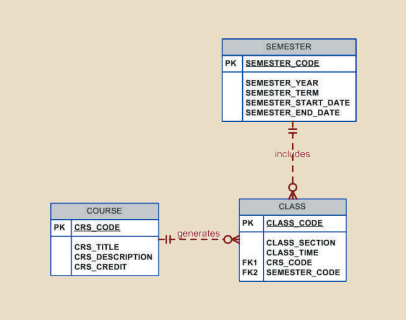 SEMESTER
PK SEMESTER_CODE
SEMESTER_YEAR
SEMESTER_TERM
SEMESTER_START_DATE
SEMESTER_END_DATE
includes
COURSE
PK CRS_CODE
CRS_TITLE
CRS_DESCRIPTION
CRS_CREDIT
generates
CLASS
PK CLASS_CODE
CLASS_SECTION
CLASS_TIME
FK1 CRS_CODE
FK2 SEMESTER_CODE